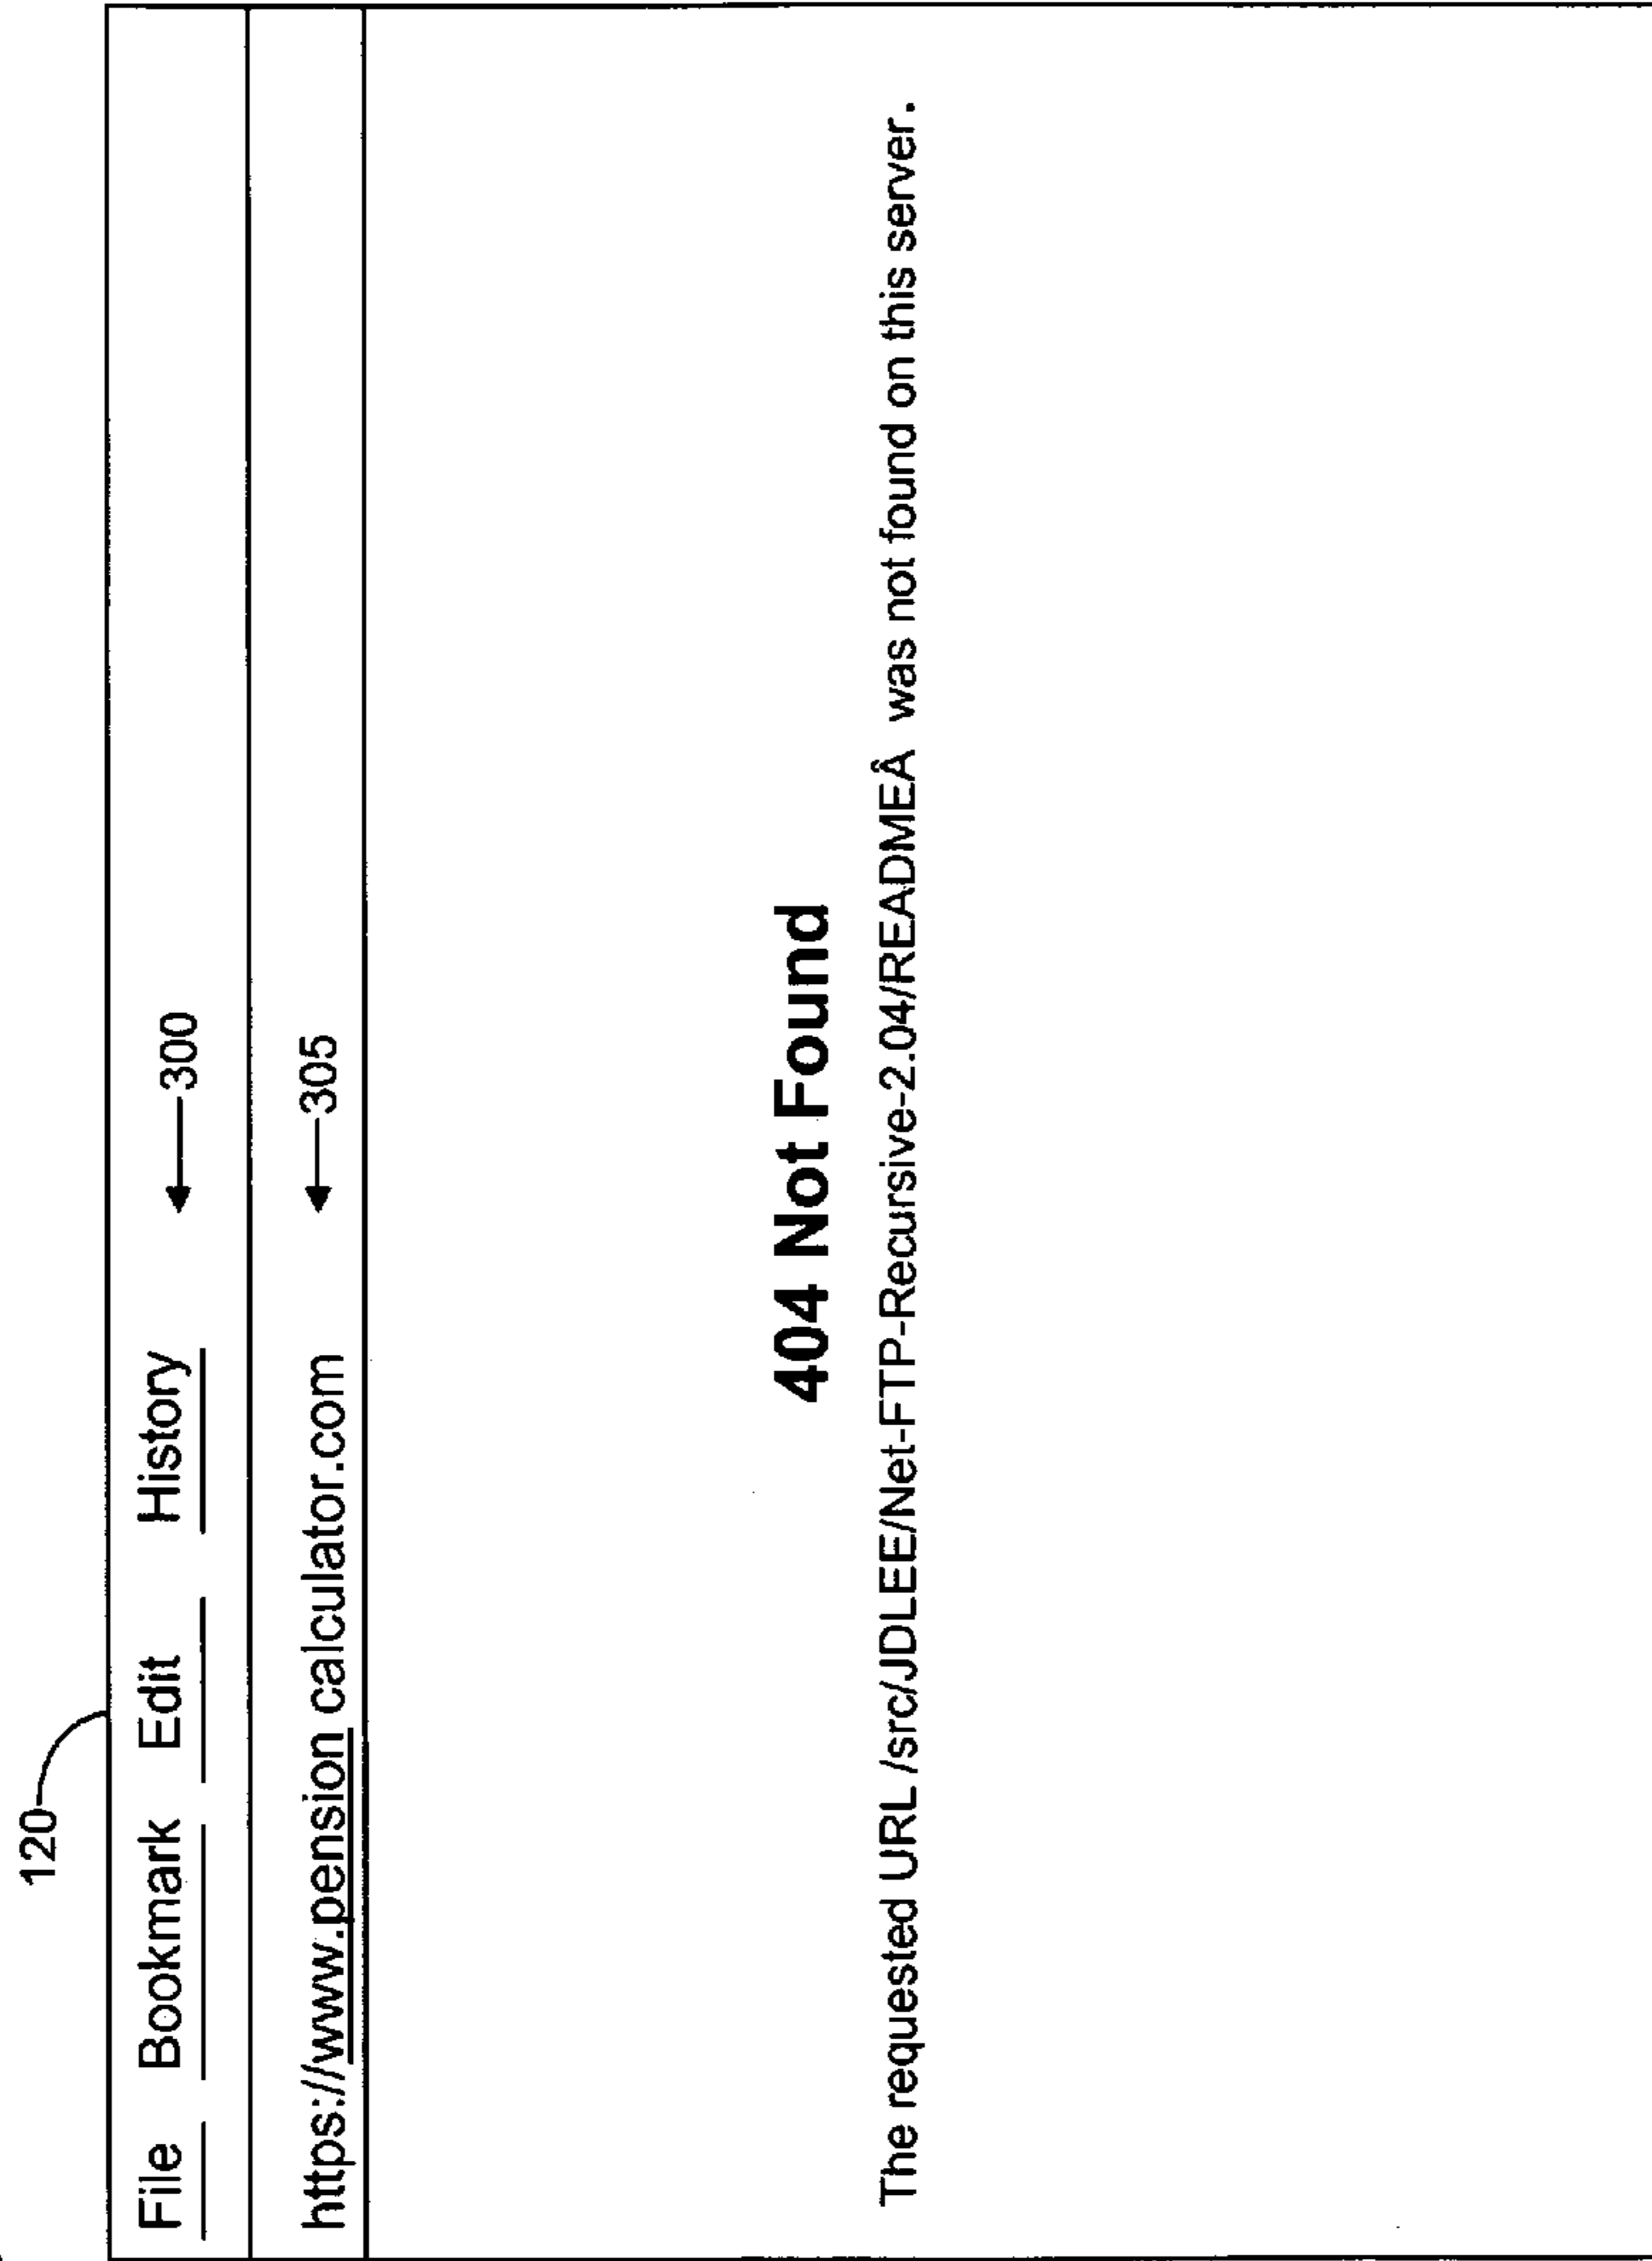 120
File Bookmark Edit History 300
https://www.pension calculator.com 305
404 Not Found
The requested URL /src/JDLEE/Net-FTP-Recursive-2.04/READMEÂ was not found on this server.